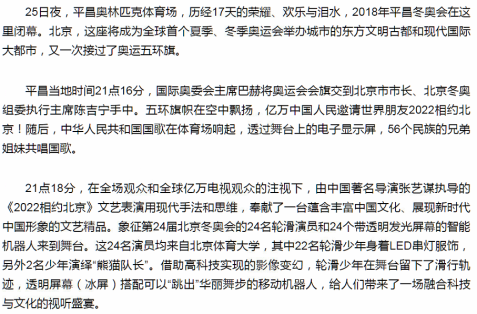 25日夜，平昌奥林匹克体育场，历经17天的荣耀、欢乐与泪水，2018年平昌冬奥会在这
里闭幕。北京，这座将成为全球首个夏季、冬季奥运会举办城市的东方文明古都和现代国际
大都市，又一次接过了奥运五环旗。
平昌当地时间21点16分，国际奥委会主席巴赫将奥运会会旗交到北京市市长、北京冬奥
组委执行主席陈吉宁手中。五环旗帜在空中飘扬，亿万中国人民邀请世界朋友2022相约北
京！随后，中华人民共和国国歌在体育场响起，透过舞台上的电子显示屏，56个民族的兄弟
姐妹共唱国歌。
21点18分，在全场观众和全球亿万电视观众的注视下，由中国著名导演张艺谋执导的
《2022相约北京》文艺表演用现代手法和思维，奉献了一台蕴含丰富中国文化、展现新时代
中国形象的文艺精品。象征第24届北京冬奥会的24名轮滑演员和24个带透明发光屏幕的智能
机器人来到舞台。这24名演员均来自北京体育大学，其中22名轮滑少年身着LED串灯服饰，
另外2名少年演绎“熊猫队长”。借助高科技实现的影像变幻，轮滑少年在舞台留下了滑行轨
迹，透明屏幕（冰屏）搭配可以“跳出”华丽舞步的移动机器人，给人们带来了一场融合科技
与文化的视听盛宴。